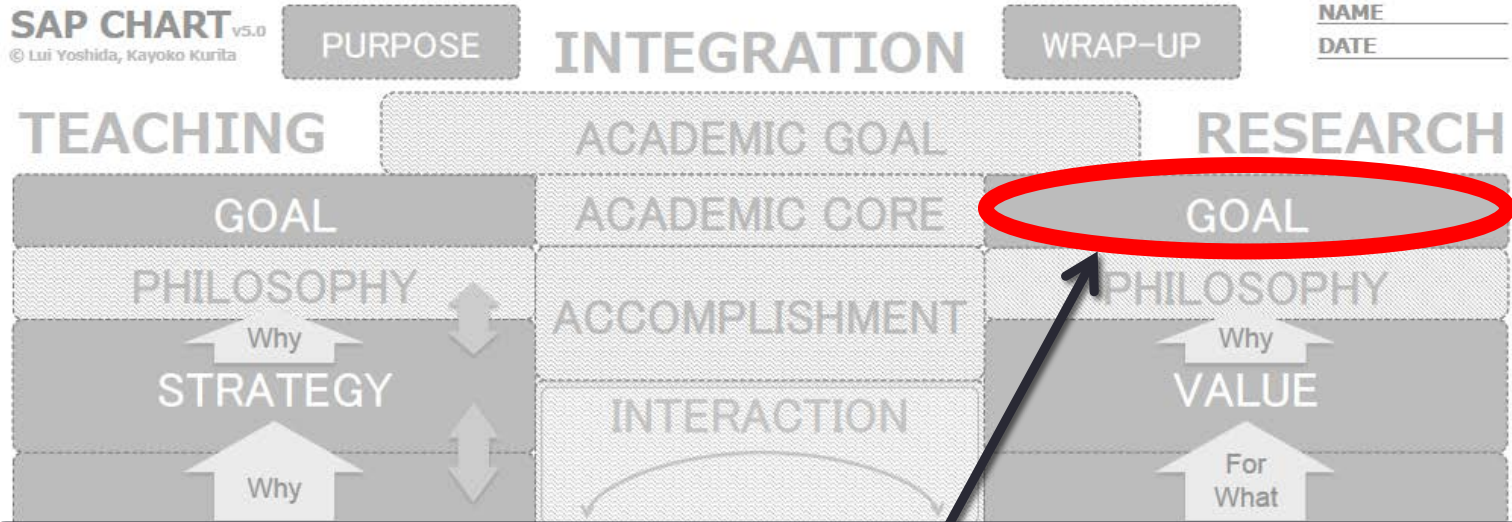 SAP CHART v5.0
© Lui Yoshida, Kayoko Kurita
PURPOSE
INTEGRATION
WRAP-UP
NAME
DATE
TEACHING
ACADEMIC GOAL
RESEARCH
GOAL
ACADEMIC CORE
GOAL
PHILOSOPHY
ACCOMPLISHMENT
PHILOSOPHY
Why
Why
STRATEGY
VALUE
INTERACTION
Why
For
What